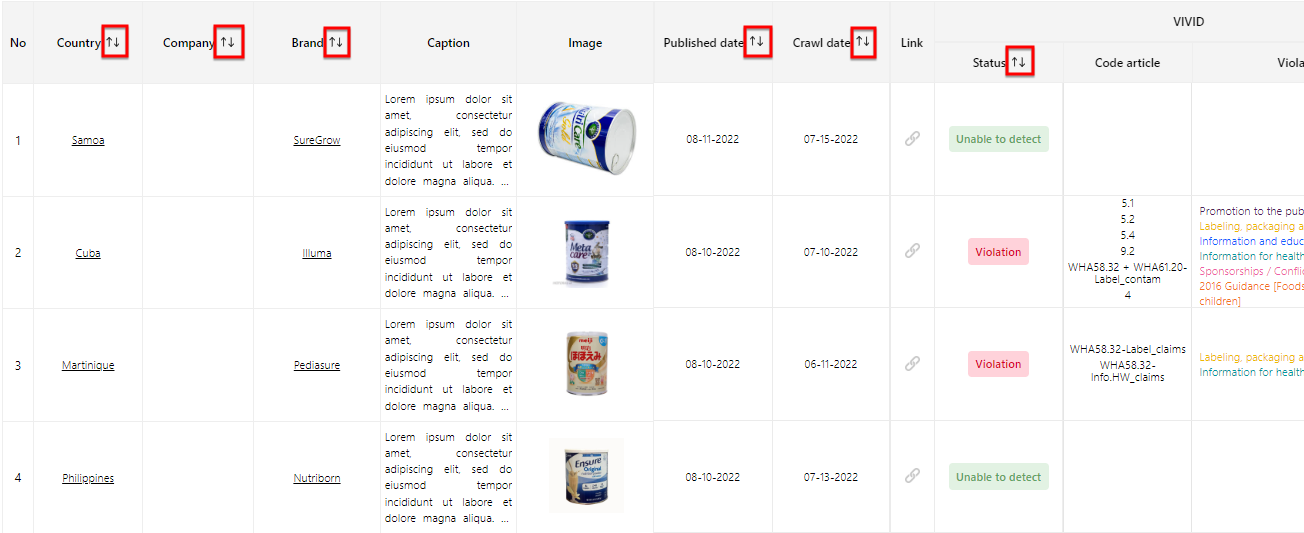 VIVID
No Country ↑↓ Company ↑↓ Brand ↑↓ Caption Image Published date ↑↓ Crawl date ↑↓ Link
Status ↑↓ Code article Viola
1 Samoa SureGrow
Lorem ipsum dolor sit
amet, consectetur
adipiscing elit, sed do
eiusmod tempor
incididunt ut labore et
dolore magna aliqua. ...
08-11-2022 07-15-2022 Unable to detect
2 Cuba Illuma
Lorem ipsum dolor sit
amet, consectetur
adipiscing elit, sed do
eiusmod tempor
incididunt ut labore et
dolore magna aliqua. ...
Meta
care
08-10-2022 07-10-2022 Violation
5.1
5.2
5.4
9.2
WHA58.32 + WHA61.20-
Label_contam
4
Promotion to the pub
Labeling, packaging a
Information and educ
Information for health
Sponsorships / Conflic
2016 Guidance [Foods
children]
3 Martinique Pediasure
Lorem ipsum dolor sit
amet, consectetur
adipiscing elit, sed do
eiusmod tempor
incididunt ut labore et
dolore magna aliqua. ...
meiji
ほほえみ
08-10-2022 06-11-2022 Violation
WHA58.32-Label_claims
WHA58.32-
Info.HW_claims
Labeling, packaging a
Information for health
4 Philippines Nutriborn
Lorem ipsum dolor sit
amet, consectetur
adipiscing elit, sed do
eiusmod tempor
incididunt ut labore et
dolore magna aliqua. ...
Ensure
Original
08-10-2022 07-13-2022 Unable to detect